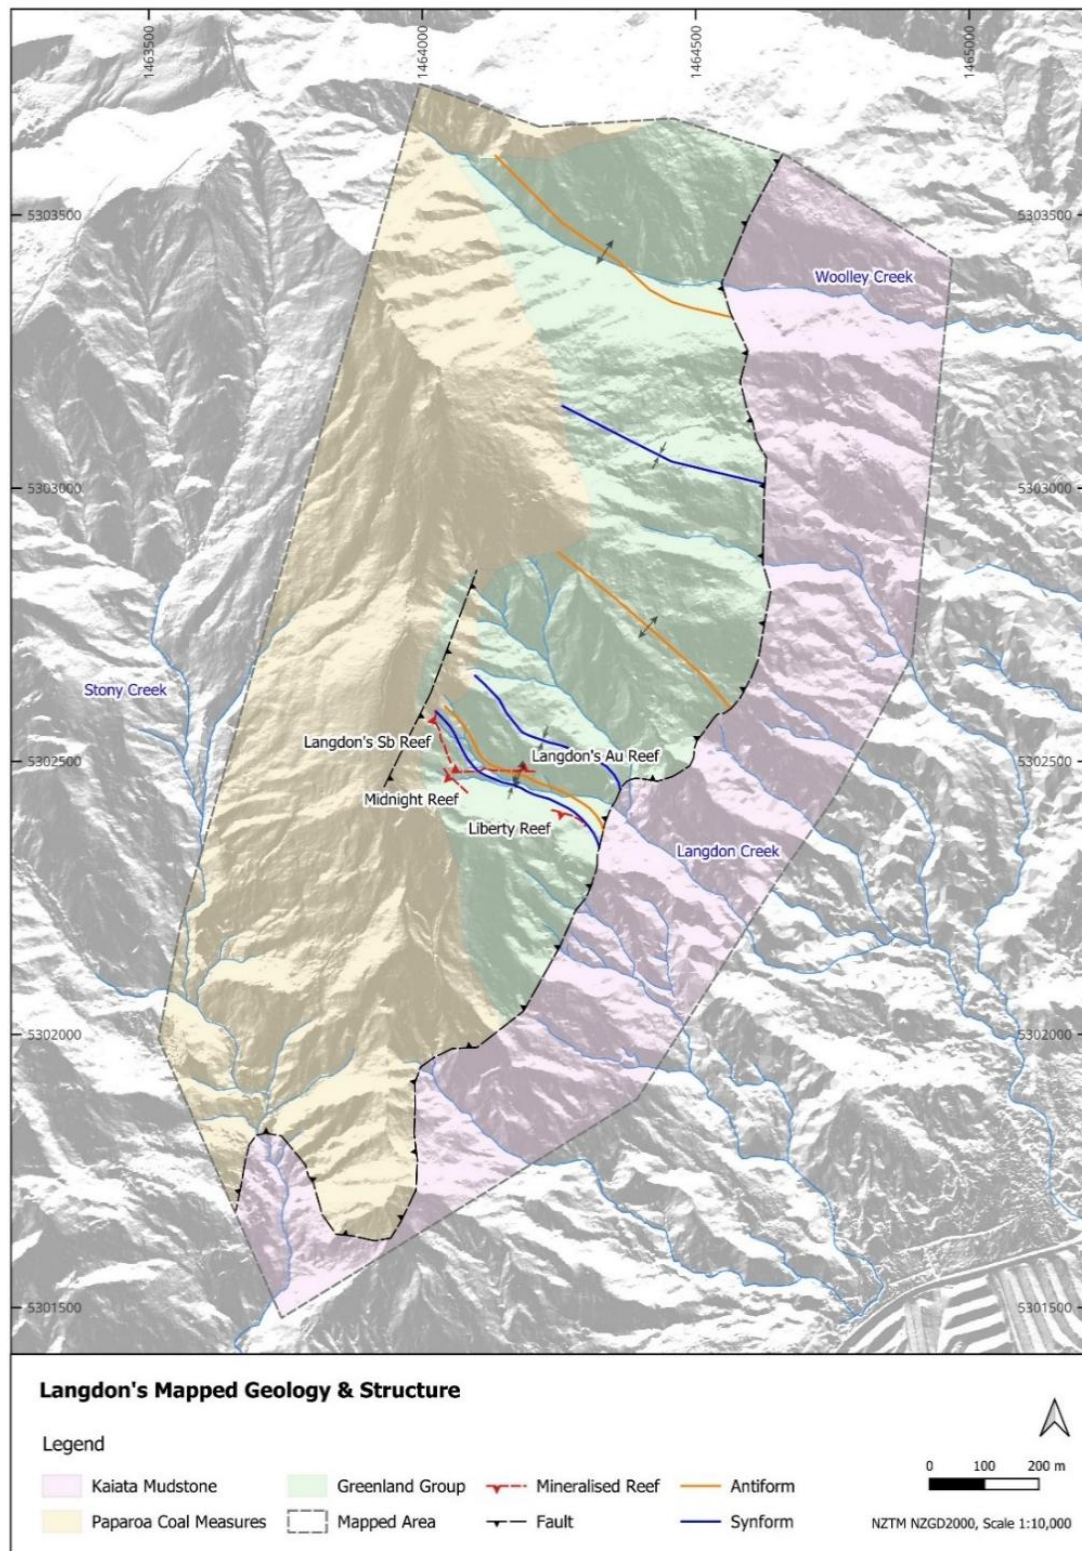 1463500
1464000
1464500
1465000
5303500
5303500
Woolley Creek
5303000
5303000
Stony Creek
Langdon's Sb Reef
Langdon's Au Reef
5302500
5302500
Midnight Reef
Liberty Reef
Langdon Creek
5302000
5302000
5301500
5301500
Langdon's Mapped Geology & Structure
Legend
Kaiata Mudstone
Greenland Group
Mineralised Reef
Antiform
Paparoa Coal Measures
Mapped Area
Fault
Synform
0 100 200 m
NZTM NZGD2000, Scale 1:10,000